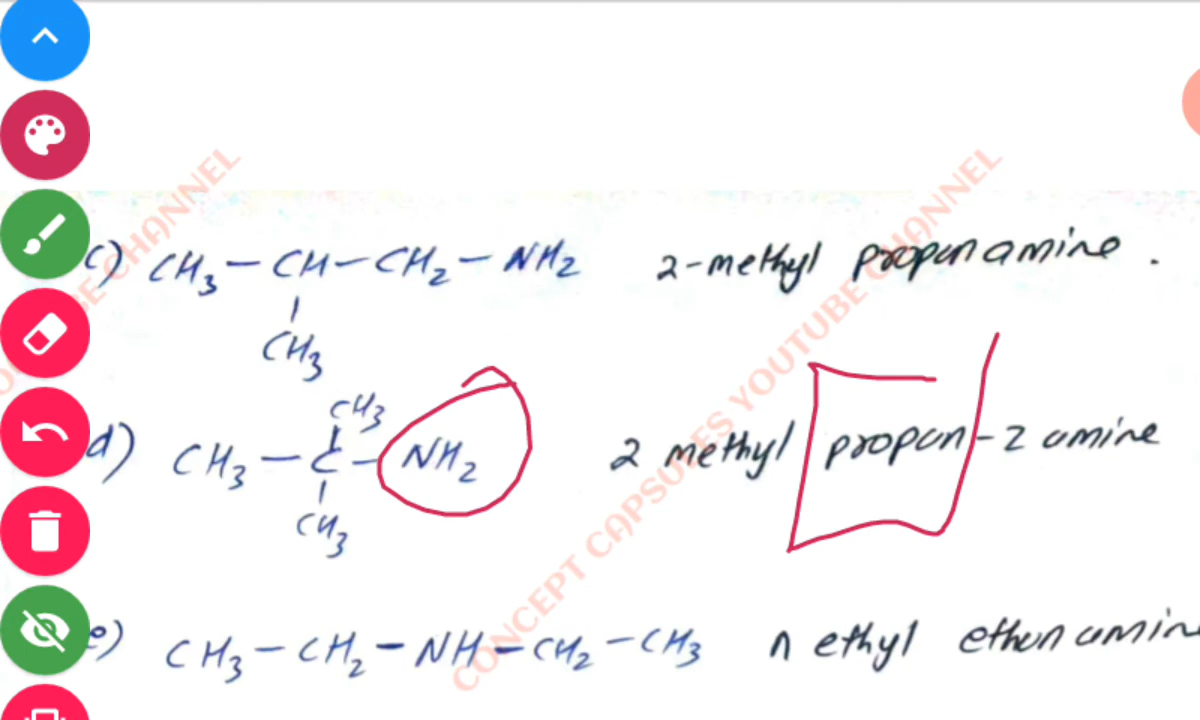 c) CH3-CH-CH2-NH2 2-methyl propanamine.
CH3
CH3
d) CH3-C-NH2 2 methyl propan-2 amine
CH3
e) CH3-CH2-NH-CH2-CH3 n ethyl ethanamine
CONCEPT CAPSULES YOUTUBE CHANNEL
E CHANNEL